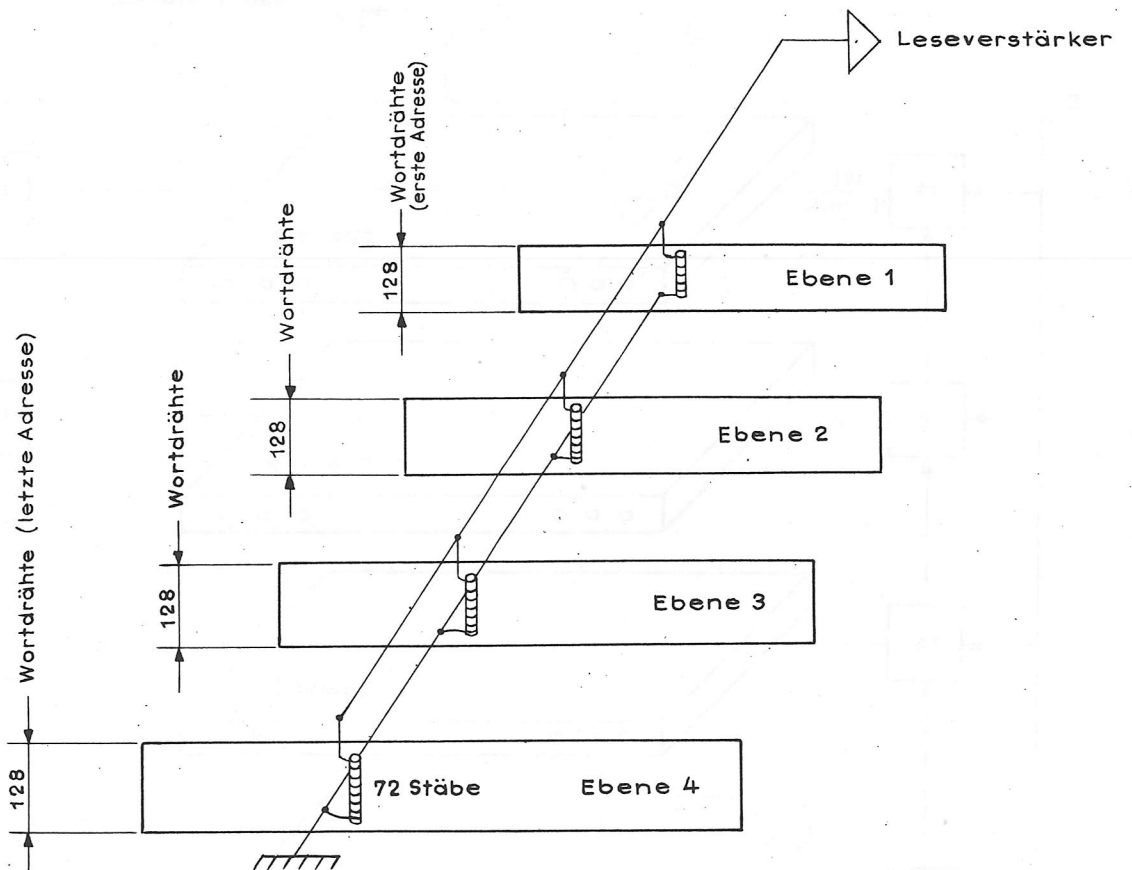 Leseverstärker
Wortdrähte
(erste Adresse)
128
Ebene 1
Wortdrähte
128
Ebene 2
Wortdrähte
128
Ebene 3
Wortdrähte (letzte Adresse)
128
72 Stäbe
Ebene 4